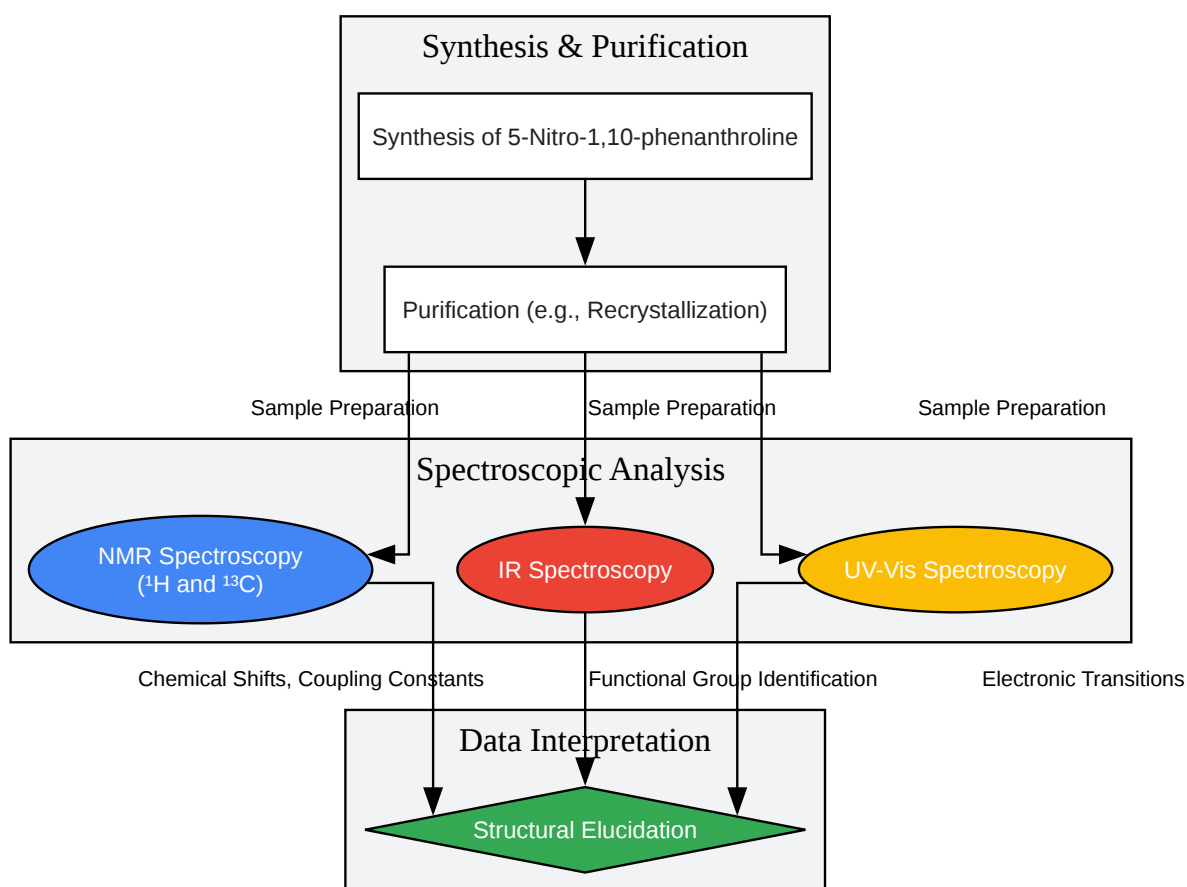 Synthesis & Purification
Synthesis of 5-Nitro-1,10-phenanthroline
Purification (e.g., Recrystallization)
Sample Preparation
Sample Preparation
Sample Preparation
Spectroscopic Analysis
NMR Spectroscopy
(¹H and ¹³C)
IR Spectroscopy
UV-Vis Spectroscopy
Chemical Shifts, Coupling Constants
Functional Group Identification
Electronic Transitions
Data Interpretation
Structural Elucidation